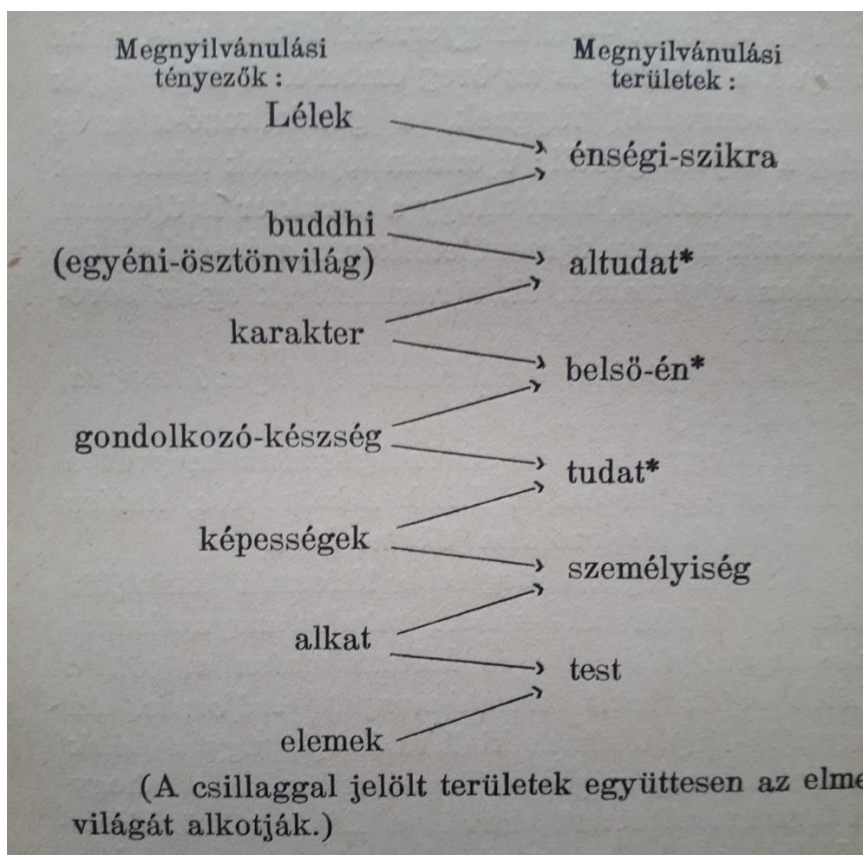 Megnyilvánulási
tényezők :
Megnyilvánulási
területek :
Lélek
énségi-szikra
buddhi
(egyéni-ösztönvilág)
altudat*
karakter
belső-én*
gondolkozó-készség
tudat*
képességek
személyiség
alkat
test
elemek
(A csillaggal jelölt területek együttesen az elme
világát alkotják.)